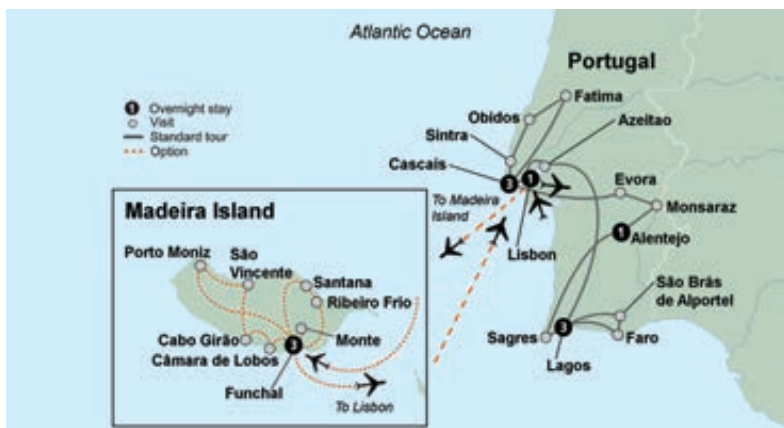 Atlantic Ocean
Portugal
1 Overnight stay
Visit
Standard tour
Option
Fatima
Obidos
Azeitao
Sintra
Cascais
3
1
To Madeira
Island
Evora
Monsaraz
Lisbon
1
Alentejo
São Brás
de Alportel
Sagres
3
Faro
Lagos
Madeira Island
Porto Moniz
São
Vincente
Santana
Ribeiro Frio
Cabo Girão
Monte
Câmara de Lobos
3
Funchal
To Lisbon